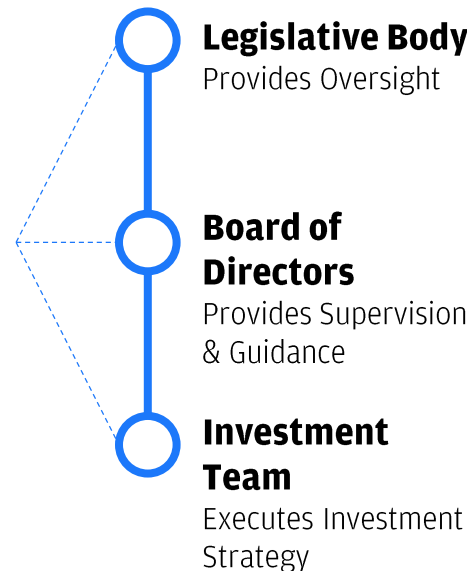 Legislative Body
Provides Oversight
Board of
Directors
Provides Supervision
& Guidance
Investment
Team
Executes Investment
Strategy